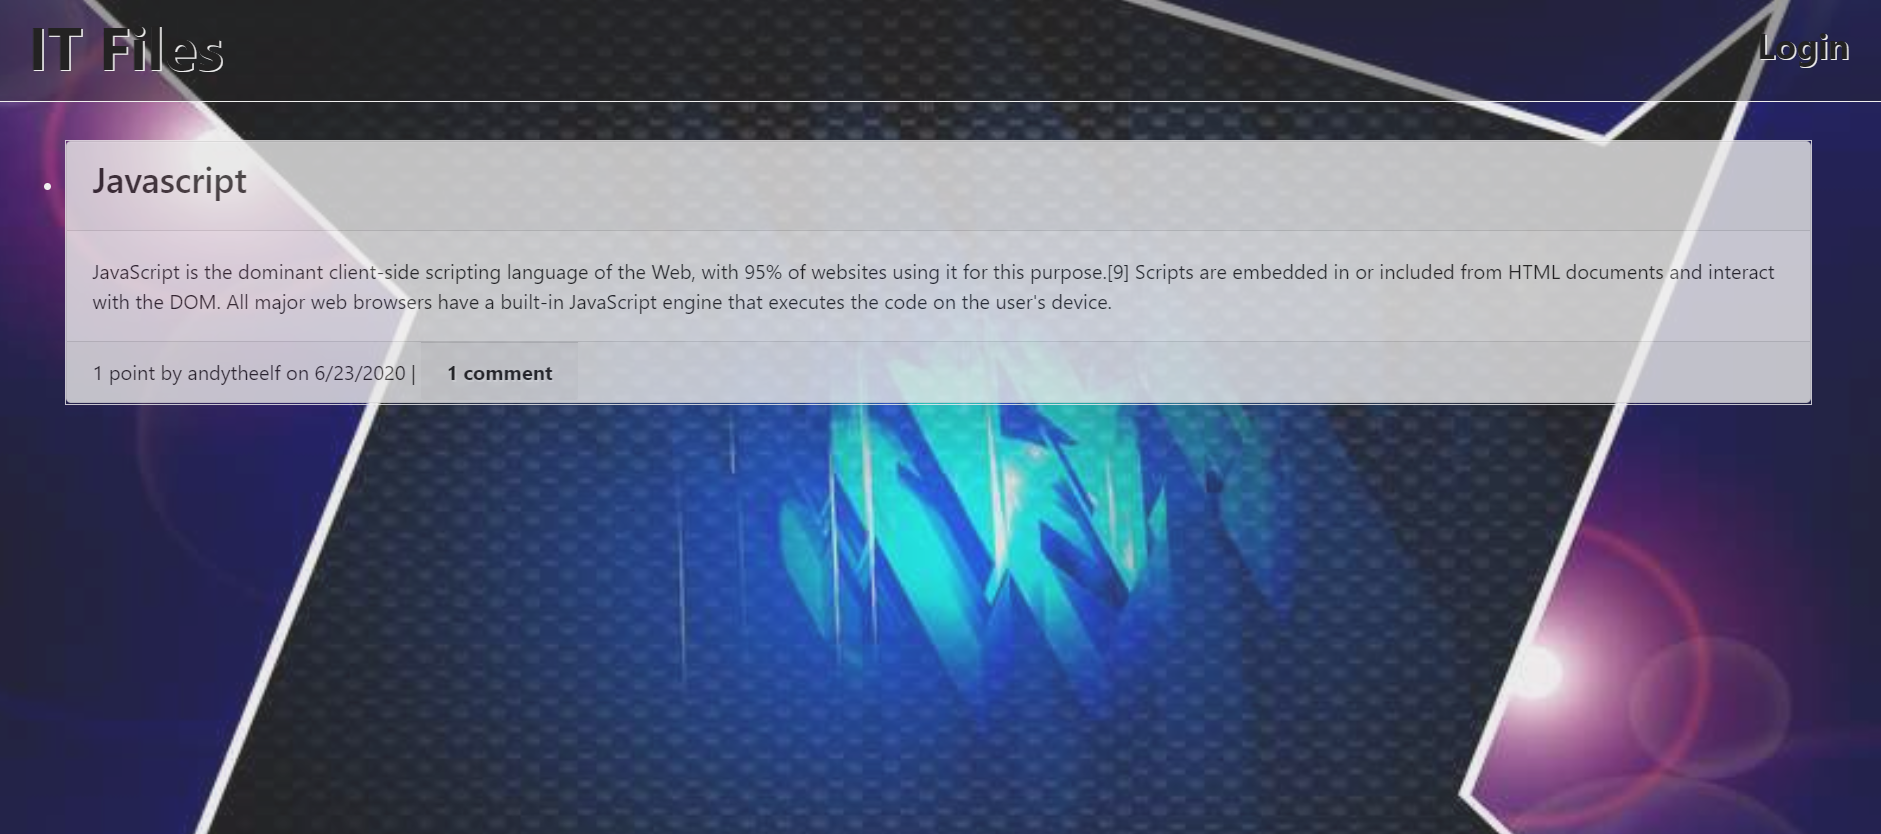 IT Files
Login
Javascript
JavaScript is the dominant client-side scripting language of the Web, with 95% of websites using it for this purpose.[9] Scripts are embedded in or included from HTML documents and interact
with the DOM. All major web browsers have a built-in JavaScript engine that executes the code on the user's device.
1 point by andytheelf on 6/23/2020 | 1 comment